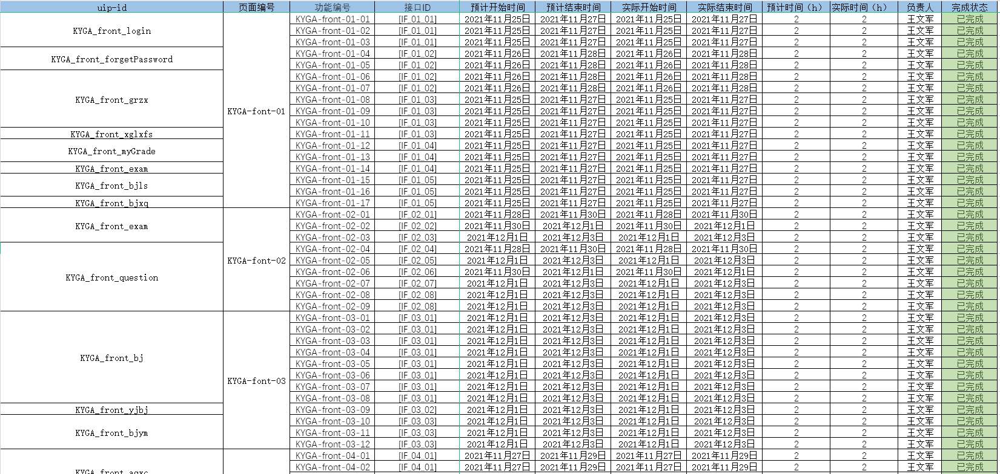 uip-id 页面编号 功能编号 接口ID 预计开始时间 预计结束时间 实际开始时间 实际结束时间 预计时间（h） 实际时间（h） 负责人 完成状态
KYGA_front_login KYGA-font-01 KYGA-front-01-01 [IF_01_01] 2021年11月25日 2021年11月27日 2021年11月25日 2021年11月27日 2 2 王文军 已完成
KYGA-front-01-02 [IF_01_01] 2021年11月25日 2021年11月27日 2021年11月25日 2021年11月27日 2 2 王文军 已完成
KYGA-front-01-03 [IF_01_01] 2021年11月25日 2021年11月27日 2021年11月25日 2021年11月27日 2 2 王文军 已完成
KYGA_front_forgetPassword KYGA-front-01-04 [IF_01_02] 2021年11月26日 2021年11月28日 2021年11月26日 2021年11月28日 2 2 王文军 已完成
KYGA-front-01-05 [IF_01_02] 2021年11月26日 2021年11月28日 2021年11月26日 2021年11月28日 2 2 王文军 已完成
KYGA_front_grzx KYGA-front-01-06 [IF_01_02] 2021年11月26日 2021年11月28日 2021年11月26日 2021年11月28日 2 2 王文军 已完成
KYGA-front-01-07 [IF_01_02] 2021年11月26日 2021年11月28日 2021年11月26日 2021年11月28日 2 2 王文军 已完成
KYGA-front-01-08 [IF_01_03] 2021年11月25日 2021年11月27日 2021年11月25日 2021年11月27日 2 2 王文军 已完成
KYGA-front-01-09 [IF_01_03] 2021年11月25日 2021年11月27日 2021年11月25日 2021年11月27日 2 2 王文军 已完成
KYGA-front-01-10 [IF_01_03] 2021年11月25日 2021年11月27日 2021年11月25日 2021年11月27日 2 2 王文军 已完成
KYGA_front_xglxfs KYGA-front-01-11 [IF_01_03] 2021年11月25日 2021年11月27日 2021年11月25日 2021年11月27日 2 2 王文军 已完成
KYGA_front_myGrade KYGA-front-01-12 [IF_01_04] 2021年11月25日 2021年11月27日 2021年11月25日 2021年11月27日 2 2 王文军 已完成
KYGA-front-01-13 [IF_01_04] 2021年11月25日 2021年11月27日 2021年11月25日 2021年11月27日 2 2 王文军 已完成
KYGA_front_exam KYGA-front-01-14 [IF_01_04] 2021年11月25日 2021年11月27日 2021年11月25日 2021年11月27日 2 2 王文军 已完成
KYGA_front_bjls KYGA-front-01-15 [IF_01_05] 2021年11月25日 2021年11月27日 2021年11月25日 2021年11月27日 2 2 王文军 已完成
KYGA-front-01-16 [IF_01_05] 2021年11月25日 2021年11月27日 2021年11月25日 2021年11月27日 2 2 王文军 已完成
KYGA_front_bjxq KYGA-front-01-17 [IF_01_05] 2021年11月25日 2021年11月27日 2021年11月25日 2021年11月27日 2 2 王文军 已完成
KYGA_front_exam KYGA-font-02 KYGA-front-02-01 [IF_02_01] 2021年11月28日 2021年11月30日 2021年11月28日 2021年11月30日 2 2 王文军 已完成
KYGA-front-02-02 [IF_02_02] 2021年11月30日 2021年12月1日 2021年11月30日 2021年12月1日 2 2 王文军 已完成
KYGA-front-02-03 [IF_02_03] 2021年12月1日 2021年12月3日 2021年12月1日 2021年12月3日 2 2 王文军 已完成
KYGA_front_question KYGA-front-02-04 [IF_02_04] 2021年11月28日 2021年11月30日 2021年11月28日 2021年11月30日 2 2 王文军 已完成
KYGA-front-02-05 [IF_02_05] 2021年12月1日 2021年12月3日 2021年12月1日 2021年12月3日 2 2 王文军 已完成
KYGA-front-02-06 [IF_02_06] 2021年11月30日 2021年12月1日 2021年11月30日 2021年12月1日 2 2 王文军 已完成
KYGA-front-02-07 [IF_02_07] 2021年12月1日 2021年12月3日 2021年12月1日 2021年12月3日 2 2 王文军 已完成
KYGA-front-02-08 [IF_02_08] 2021年12月1日 2021年12月3日 2021年12月1日 2021年12月3日 2 2 王文军 已完成
KYGA-front-02-09 [IF_02_08] 2021年12月1日 2021年12月3日 2021年12月1日 2021年12月3日 2 2 王文军 已完成
KYGA_front_bj KYGA-font-03 KYGA-front-03-01 [IF_03_01] 2021年12月1日 2021年12月3日 2021年12月1日 2021年12月3日 2 2 王文军 已完成
KYGA-front-03-02 [IF_03_01] 2021年12月1日 2021年12月3日 2021年12月1日 2021年12月3日 2 2 王文军 已完成
KYGA-front-03-03 [IF_03_01] 2021年12月1日 2021年12月3日 2021年12月1日 2021年12月3日 2 2 王文军 已完成
KYGA-front-03-04 [IF_03_01] 2021年12月1日 2021年12月3日 2021年12月1日 2021年12月3日 2 2 王文军 已完成
KYGA-front-03-05 [IF_03_01] 2021年12月1日 2021年12月3日 2021年12月1日 2021年12月3日 2 2 王文军 已完成
KYGA-front-03-06 [IF_03_01] 2021年12月1日 2021年12月3日 2021年12月1日 2021年12月3日 2 2 王文军 已完成
KYGA-front-03-07 [IF_03_01] 2021年12月1日 2021年12月3日 2021年12月1日 2021年12月3日 2 2 王文军 已完成
KYGA-front-03-08 [IF_03_01] 2021年12月1日 2021年12月3日 2021年12月1日 2021年12月3日 2 2 王文军 已完成
KYGA_front_yjbj KYGA-front-03-09 [IF_03_02] 2021年12月1日 2021年12月3日 2021年12月1日 2021年12月3日 2 2 王文军 已完成
KYGA_front_bjym KYGA-front-03-10 [IF_03_03] 2021年12月1日 2021年12月3日 2021年12月1日 2021年12月3日 2 2 王文军 已完成
KYGA-front-03-11 [IF_03_03] 2021年12月1日 2021年12月3日 2021年12月1日 2021年12月3日 2 2 王文军 已完成
KYGA-front-03-12 [IF_03_03] 2021年12月1日 2021年12月3日 2021年12月1日 2021年12月3日 2 2 王文军 已完成
KYGA-front-04-01 [IF_04_01] 2021年11月27日 2021年11月29日 2021年11月27日 2021年11月29日 2 2 王文军 已完成
KYGA-front-04-02 [IF_04_01] 2021年11月27日 2021年11月29日 2021年11月27日 2021年11月29日 2 2 王文军 已完成